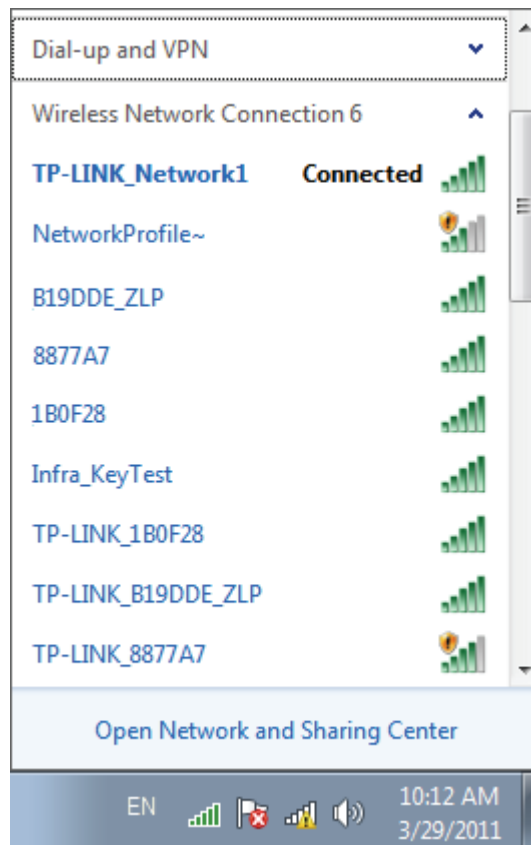 Dial-up and VPN
Wireless Network Connection 6
TP-LINK_Network1 Connected
NetworkProfile~
B19DDE_ZLP
8877A7
1B0F28
Infra_KeyTest
TP-LINK_1B0F28
TP-LINK_B19DDE_ZLP
TP-LINK_8877A7
Open Network and Sharing Center
EN
10:12 AM
3/29/2011